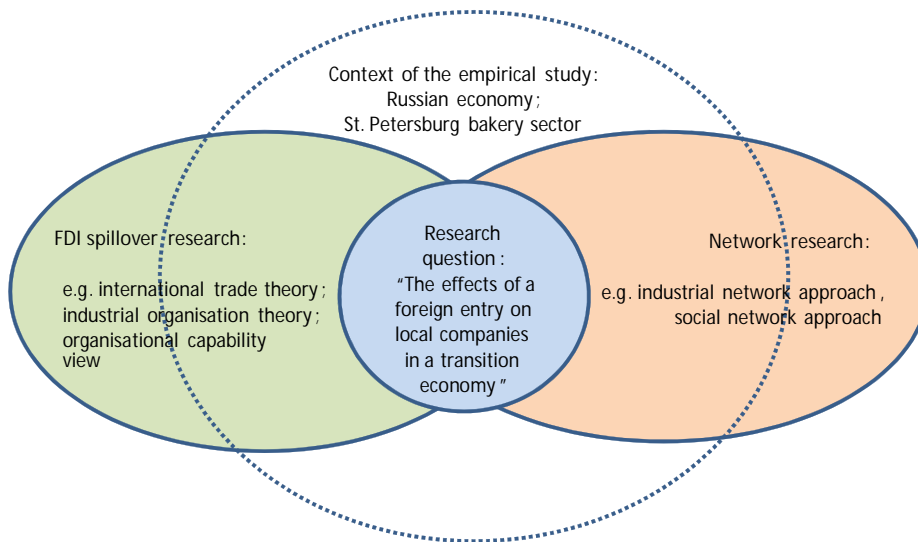 Context of the empirical study:
Russian economy;
St. Petersburg bakery sector
FDI spillover research:
e.g. international trade theory;
industrial organisation theory;
organisational capability
view
Research
question:
"The effects of a
foreign entry on
local companies
in a transition
economy"
Network research:
e.g. industrial network approach,
social network approach